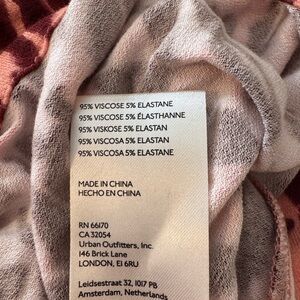 95% VISCOSE 5% ELASTANE
95% VISCOSE 5% ÉLASTHANNE
95% VISKOSE 5% ELASTAN
95% VISCOSA 5% ELASTAN
95% VISCOSA 5% ELASTANE
MADE IN CHINA
HECHO EN CHINA
RN 66170
CA 32054
Urban Outfitters, Inc.
146 Brick Lane
LONDON, E1 6RU
Leidsestraat 32, 1017 PB
Amsterdam, Netherlands